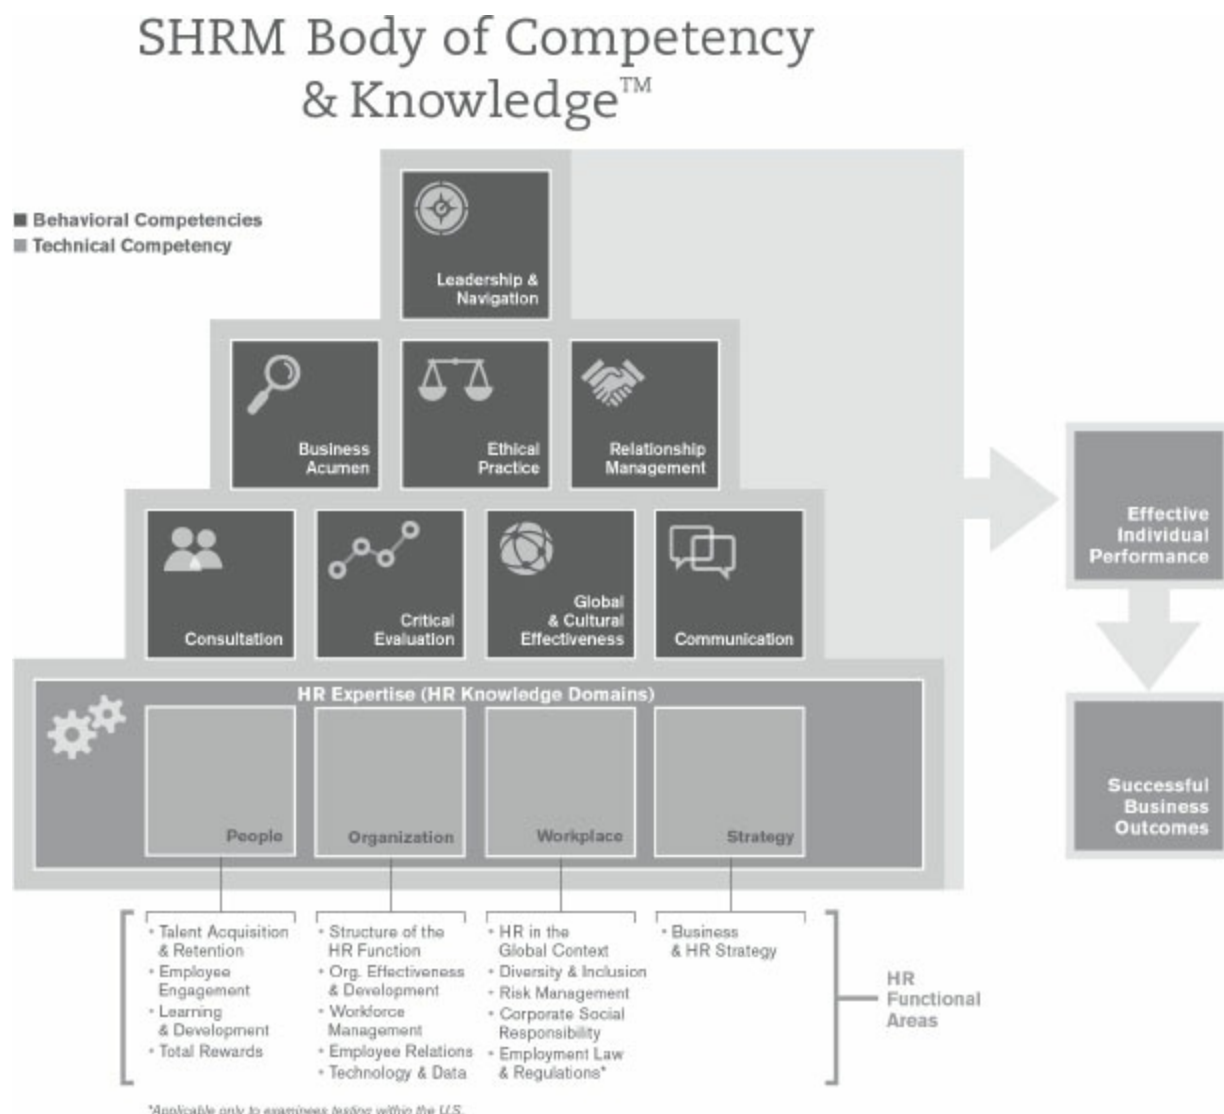 SHRM Body of Competency
& Knowledge™
■ Behavioral Competencies
■ Technical Competency
Leadership &
Navigation
Business
Acumen
Ethical
Practice
Relationship
Management
Consultation
Critical
Evaluation
Global
& Cultural
Effectiveness
Communication
HR Expertise (HR Knowledge Domains)
People
Organization
Workplace
Strategy
• Talent Acquisition
& Retention
• Employee
Engagement
• Learning
& Development
• Total Rewards
• Structure of the
HR Function
• Org. Effectiveness
& Development
• Workforce
Management
• Employee Relations
• Technology & Data
• HR in the
Global Context
• Diversity & Inclusion
• Risk Management
• Corporate Social
Responsibility
• Employment Law
& Regulations*
• Business
& HR Strategy
HR
Functional
Areas
Effective
Individual
Performance
Successful
Business
Outcomes
*Applicable only to examinees testing within the U.S.